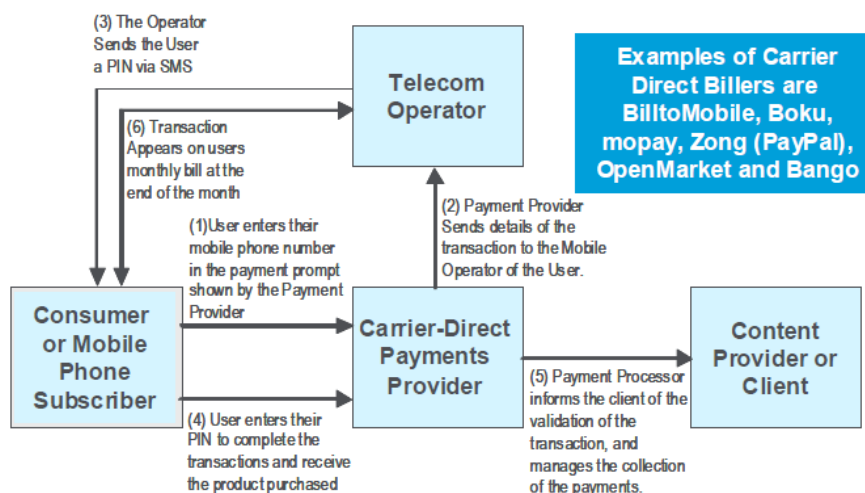 (3) The Operator
Sends the User
a PIN via SMS
Telecom
Operator
Examples of Carrier
Direct Billers are
BilltoMobile, Boku,
mopay, Zong (PayPal),
OpenMarket and Bango
(6) Transaction
Appears on users
monthly bill at the
end of the month
(1)User enters their
mobile phone number
in the payment prompt
shown by the Payment
Provider
(2) Payment Provider
Sends details of the
transaction to the Mobile
Operator of the User.
Consumer
or Mobile
Phone
Subscriber
Carrier-Direct
Payments
Provider
Content
Provider or
Client
(4) User enters their
PIN to complete the
transactions and receive
the product purchased
(5) Payment Processor
informs the client of the
validation of the
transaction, and
manages the collection
of the payments.